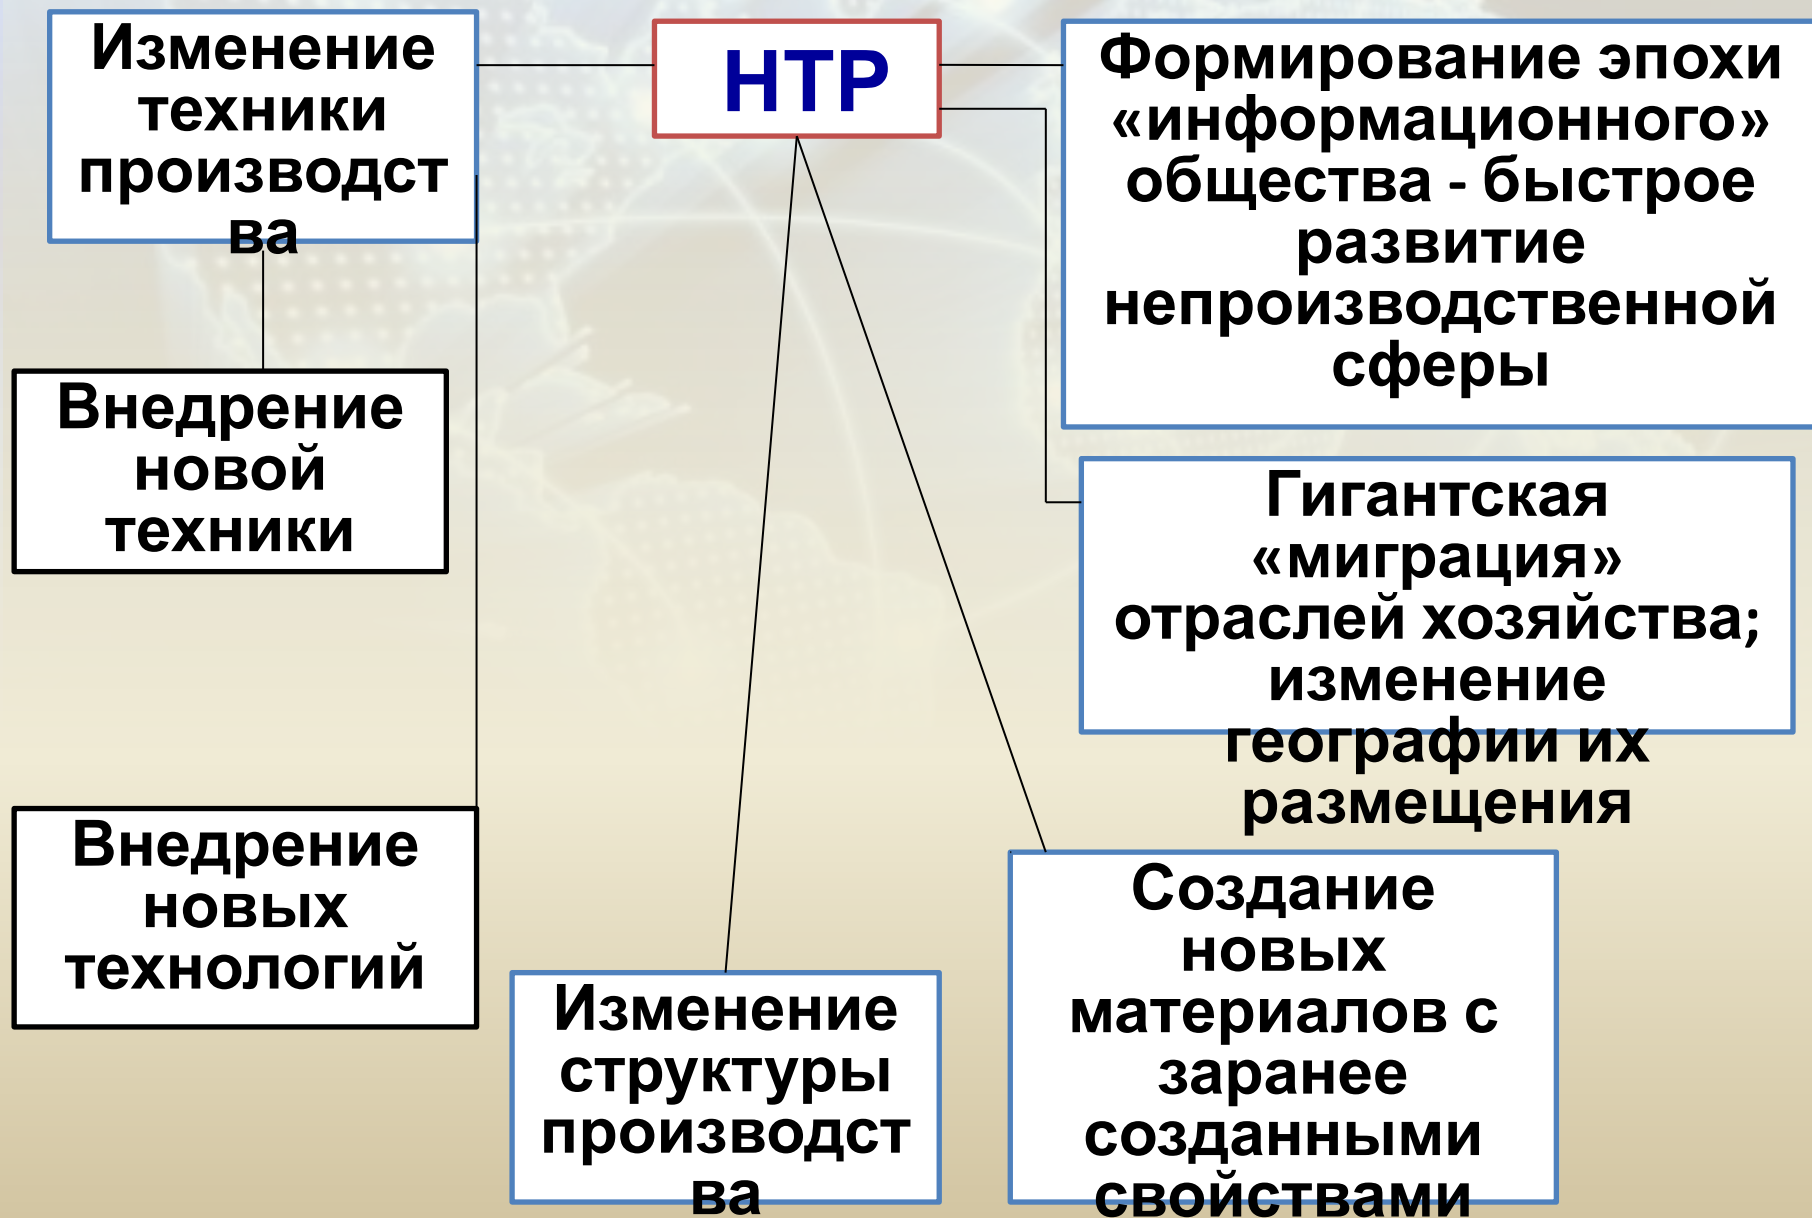 Изменение
техники
производст
ва
НТР
Формирование эпохи
«информационного»
общества - быстрое
развитие
непроизводственной
сферы
Внедрение
новой
техники
Гигантская
«миграция»
отраслей хозяйства;
изменение
географии их
размещения
Внедрение
новых
технологий
Изменение
структуры
производст
ва
Создание
новых
материалов с
заранее
созданными
свойствами